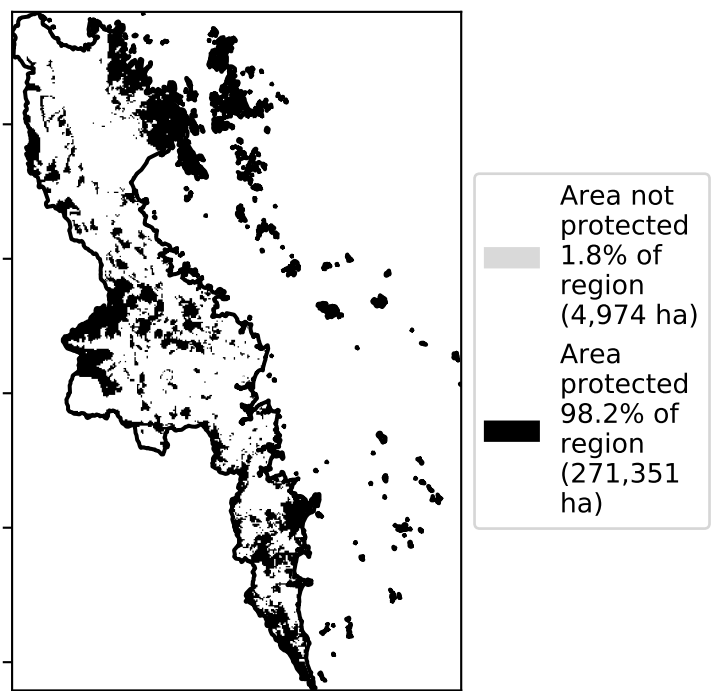 Area not
protected
1.8% of
region
(4,974 ha)
Area
protected
98.2% of
region
(271,351
ha)